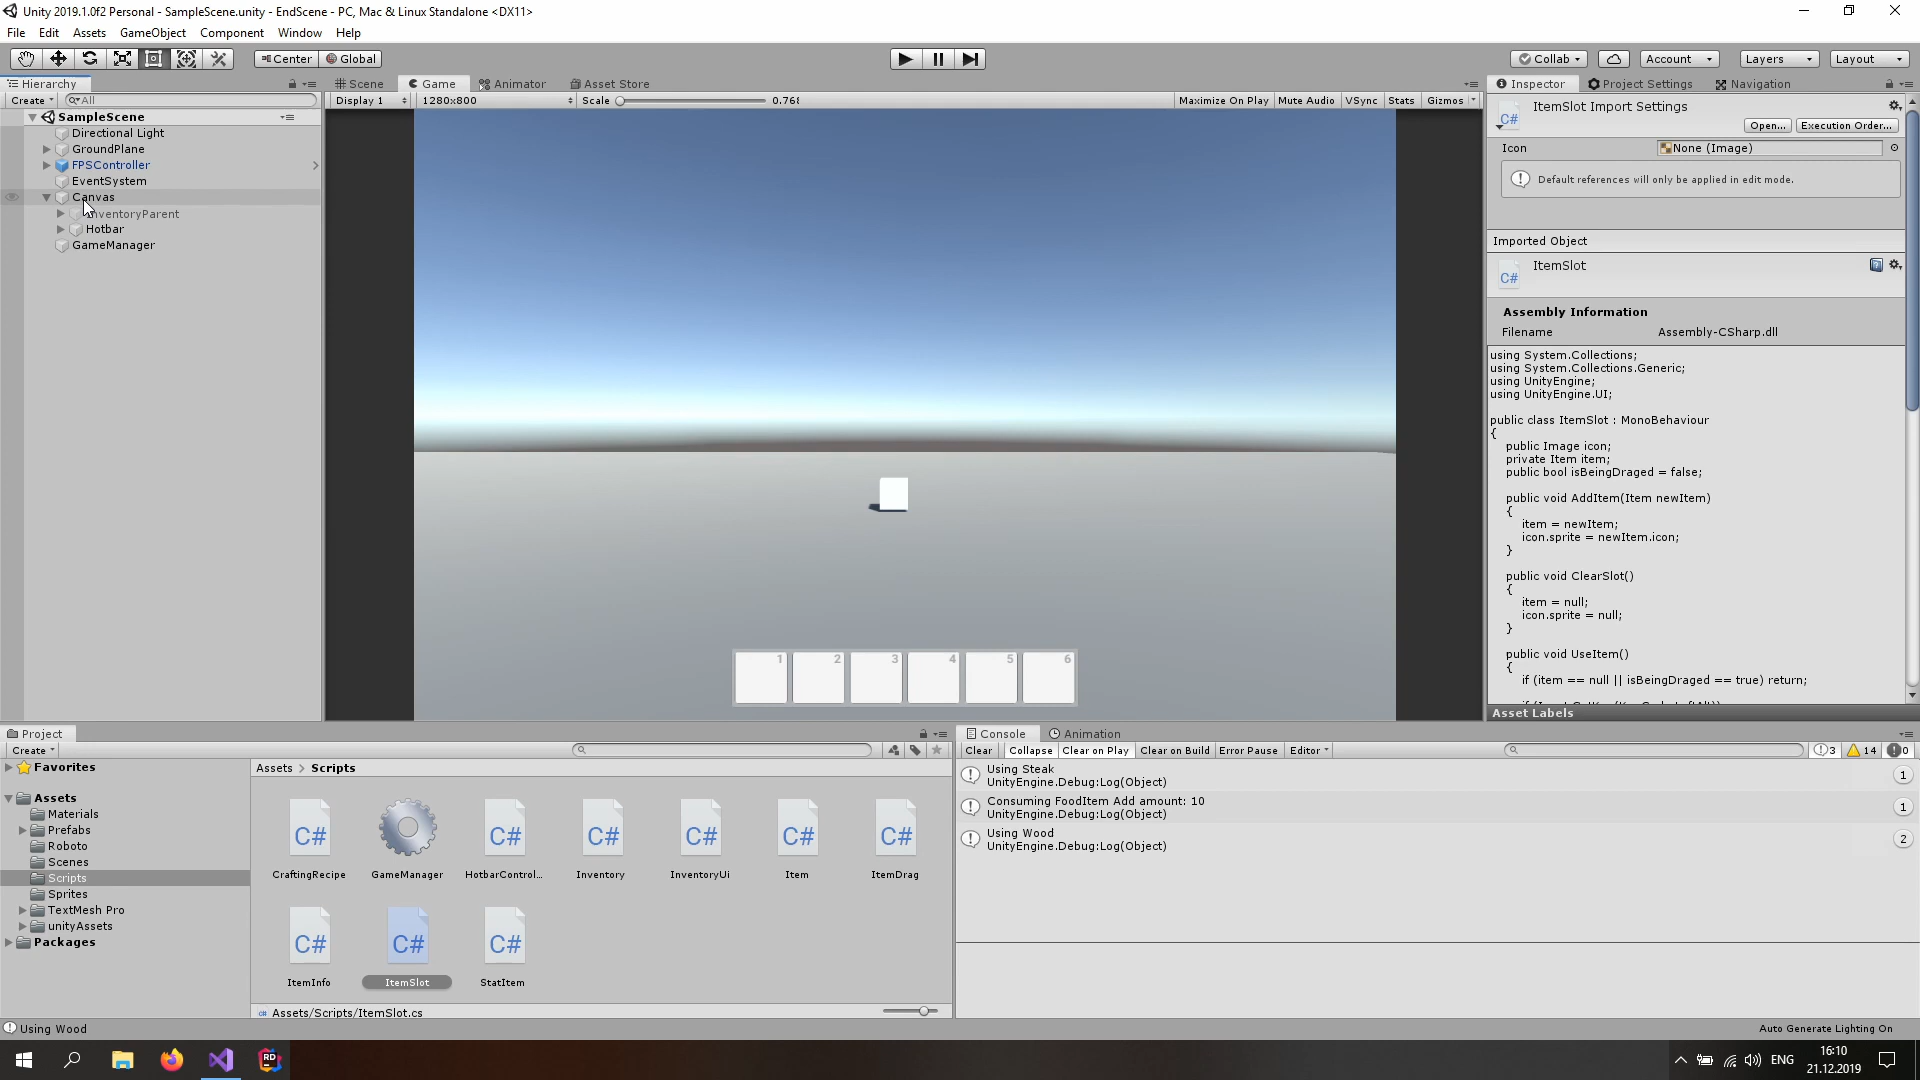 Unity 2019.1.0f2 Personal - SampleScene.unity - EndScene - PC, Mac & Linux Standalone <DX11>
File Edit Assets GameObject Component Window Help
Center Global Collab Account Layers Layout
Hierarchy Scene Game Animator Asset Store Inspector Project Settings Navigation
Create All Display 1 1280x800 Scale 0.76 Maximize On Play Mute Audio VSync Stats Gizmos
SampleScene
Directional Light
GroundPlane
FPSController
EventSystem
Canvas
InventoryParent
Hotbar
GameManager
1 2 3 4 5 6
ItemSlot Import Settings
C#
Open... Execution Order...
Icon None (Image)
Default references will only be applied in edit mode.
Imported Object
ItemSlot
C#
Assembly Information
Filename Assembly-CSharp.dll
using System.Collections;
using System.Collections.Generic;
using UnityEngine;
using UnityEngine.UI;
public class ItemSlot : MonoBehaviour
{
public Image icon;
private Item item;
public bool isBeingDraged = false;
public void AddItem(Item newItem)
{
item = newItem;
icon.sprite = newItem.icon;
}
public void ClearSlot()
{
item = null;
icon.sprite = null;
}
public void UseItem()
{
if (item == null || isBeingDraged == true) return;
Asset Labels
Project
Create
Favorites
Assets
Materials
Prefabs
Roboto
Scenes
Scripts
Sprites
TextMesh Pro
unityAssets
Packages
Assets > Scripts
C# C# C# C# C# C#
CraftingRecipe GameManager HotbarControl... Inventory InventoryUi Item ItemDrag
C# C# C#
ItemInfo ItemSlot StatItem
Assets/Scripts/ItemSlot.cs
Console Animation
Clear Collapse Clear on Play Clear on Build Error Pause Editor 3 14 0
Using Steak
UnityEngine.Debug:Log(Object)
1
Consuming FoodItem Add amount: 10
UnityEngine.Debug:Log(Object)
1
Using Wood
UnityEngine.Debug:Log(Object)
2
Using Wood
Auto Generate Lighting On
RD
ENG
16:10
21.12.2019